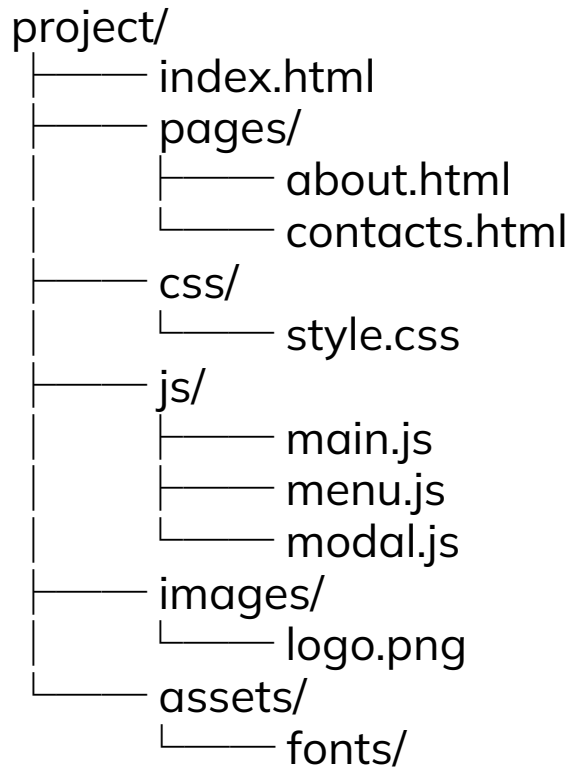 project/
├── index.html
├── pages/
│   ├── about.html
│   └── contacts.html
├── css/
│   └── style.css
├── js/
│   ├── main.js
│   ├── menu.js
│   └── modal.js
├── images/
│   └── logo.png
└── assets/
    └── fonts/